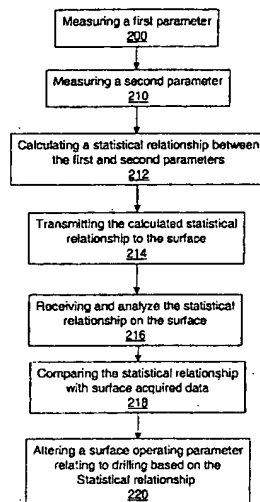 Measuring a first parameter
200
Measuring a second parameter
210
Calculating a statistical relationship between
the first and second parameters
212
Transmitting the calculated statistical
relationship to the surface
214
Receiving and analyze the statistical
relationship on the surface
216
Comparing the statistical relationship
with surface acquired data
218
Altering a surface operating parameter
relating to drilling based on the
Statistical relationship
220